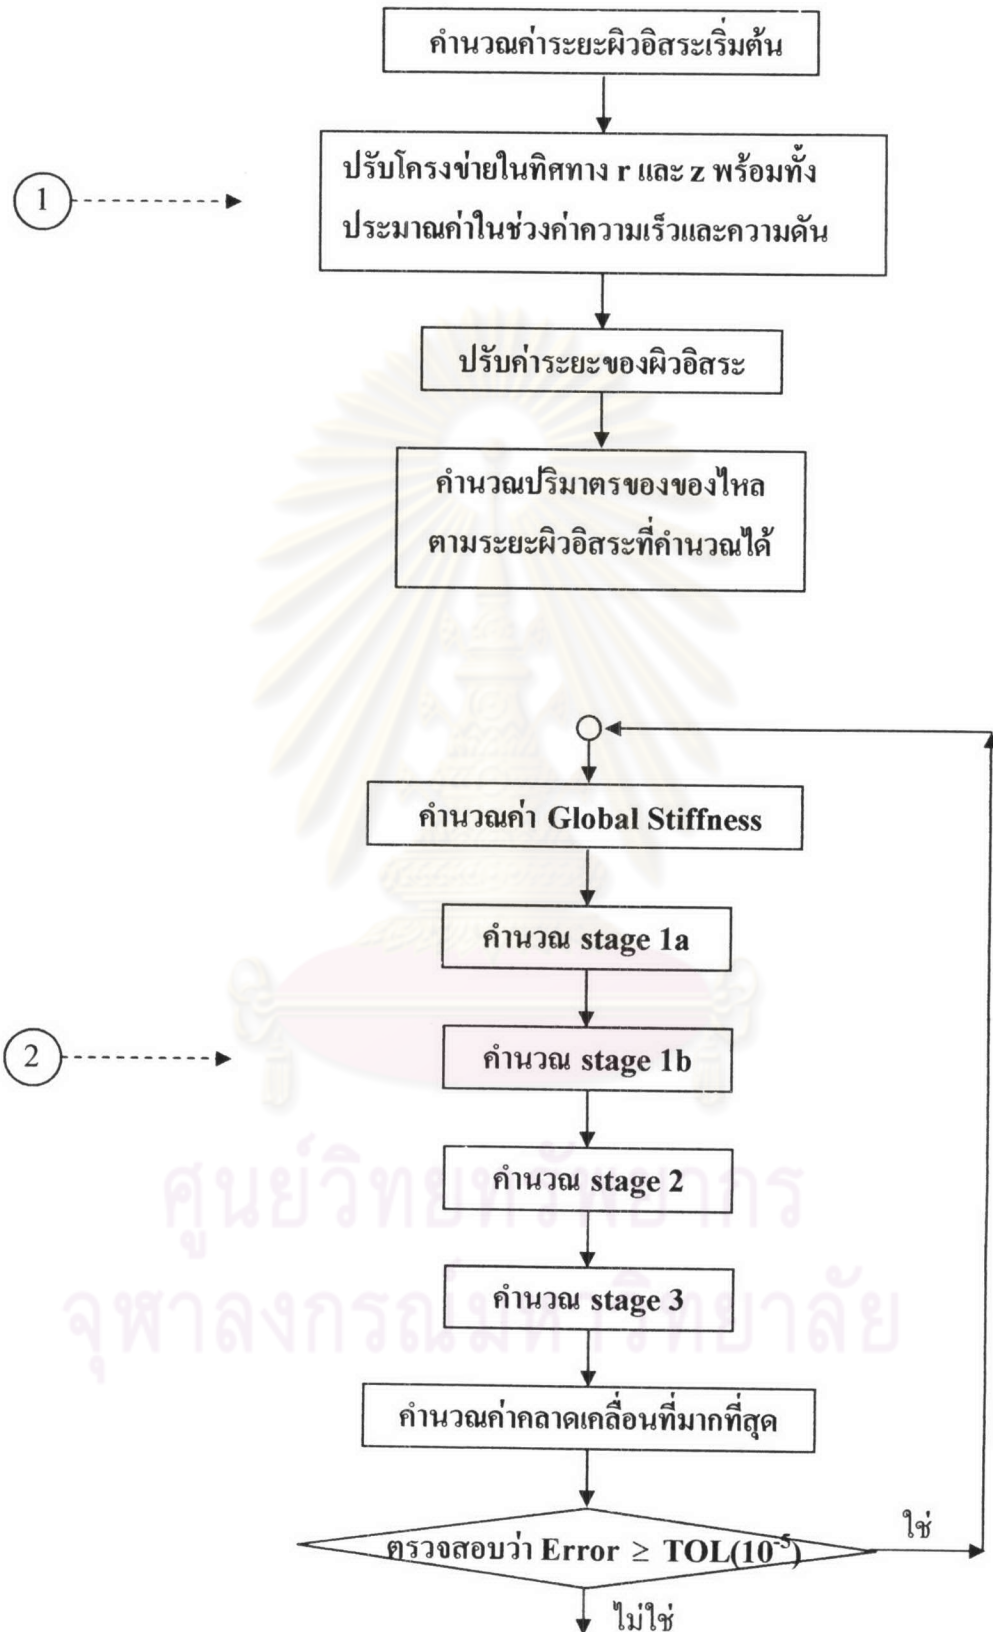 คำนวณค่าระยะผิวอิสระเริ่มต้น
1
ปรับโครงข่ายในทิศทาง r และ z พร้อมทั้ง
ประมาณค่าในช่วงค่าความเร็วและความดัน
ปรับค่าระยะของผิวอิสระ
คำนวณปริมาตรของของไหล
ตามระยะผิวอิสระที่คำนวณได้
คำนวณค่า Global Stiffness
คำนวณ stage 1a
2
คำนวณ stage 1b
คำนวณ stage 2
คำนวณ stage 3
คำนวณค่าคลาดเคลื่อนที่มากที่สุด
ตรวจสอบว่า Error ≥ TOL(10⁻⁵)
ใช่
ไม่ใช่
ศูนย์วิทยทรัพยากร
จุฬาลงกรณ์มหาวิทยาลัย